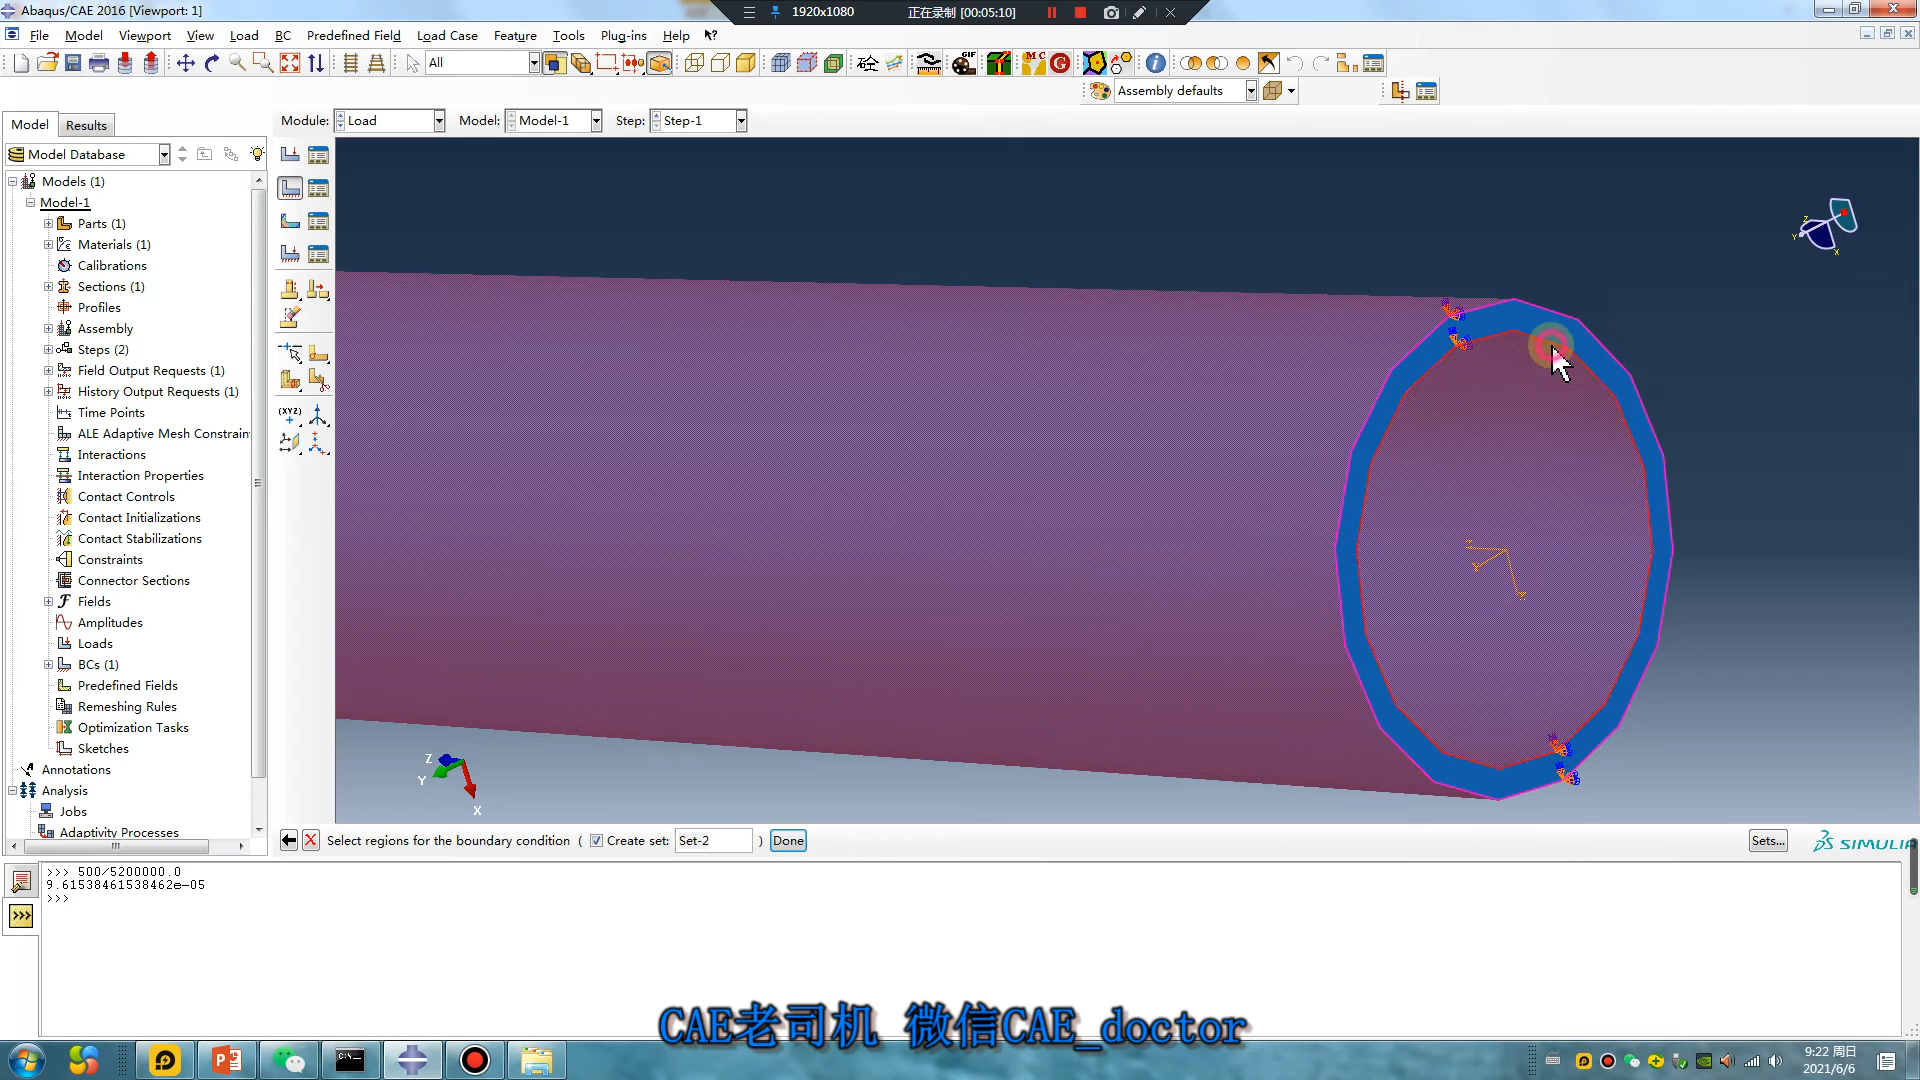 Abaqus/CAE 2016 [Viewport: 1]
1920x1080
正在录制 [00:05:10]
File Model Viewport View Load BC Predefined Field Load Case Feature Tools Plug-ins Help
All
砼
GIF
MC
G
Assembly defaults
Model Results
Module: Load Model: Model-1 Step: Step-1
Model Database
Models (1)
Model-1
Parts (1)
Materials (1)
Calibrations
Sections (1)
Profiles
Assembly
Steps (2)
Field Output Requests (1)
History Output Requests (1)
Time Points
ALE Adaptive Mesh Constrain
Interactions
Interaction Properties
Contact Controls
Contact Initializations
Contact Stabilizations
Constraints
Connector Sections
Fields
Amplitudes
Loads
BCs (1)
Predefined Fields
Remeshing Rules
Optimization Tasks
Sketches
Annotations
Analysis
Jobs
Adaptivity Processes
(XYZ)
Z
Y
X
Z
Y
X
Select regions for the boundary condition ( Create set: Set-2 ) Done
Sets...
SIMULIA
>>> 500/5200000.0
9.61538461538462e-05
>>>
CAE老司机 微信CAE_doctor
9:22 周日
2021/6/6